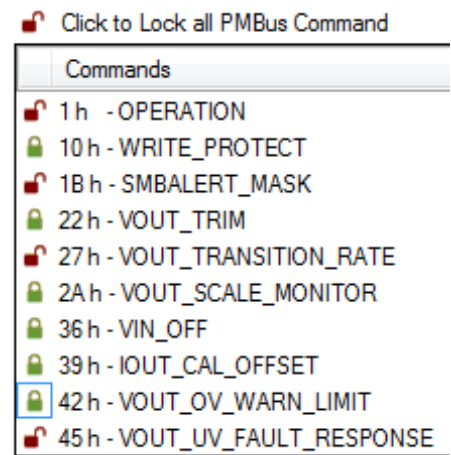 Click to Lock all PMBus Command
Commands
1 h - OPERATION
10 h - WRITE_PROTECT
1B h - SMBALERT_MASK
22 h - VOUT_TRIM
27 h - VOUT_TRANSITION_RATE
2A h - VOUT_SCALE_MONITOR
36 h - VIN_OFF
39 h - IOUT_CAL_OFFSET
42 h - VOUT_OV_WARN_LIMIT
45 h - VOUT_UV_FAULT_RESPONSE